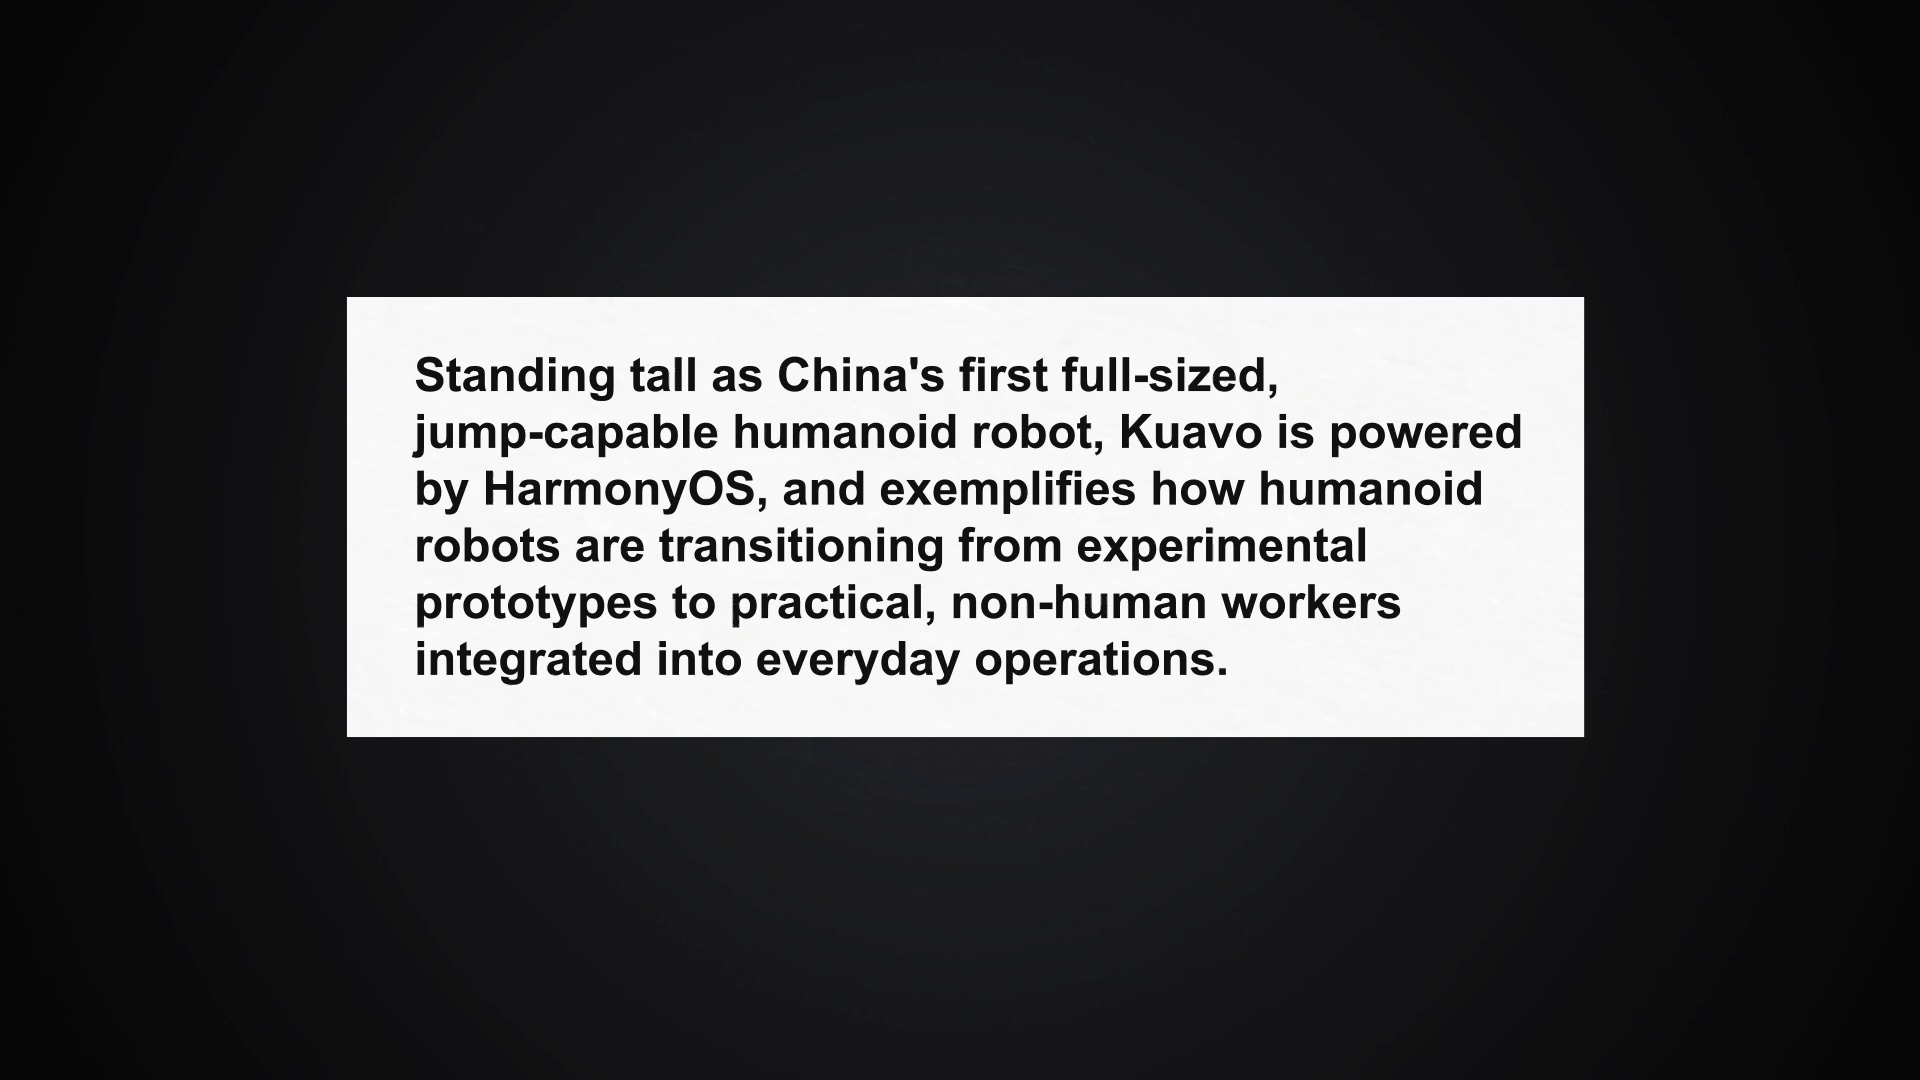 Standing tall as China's first full-sized,
jump-capable humanoid robot, Kuavo is powered
by HarmonyOS, and exemplifies how humanoid
robots are transitioning from experimental
prototypes to practical, non-human workers
integrated into everyday operations.